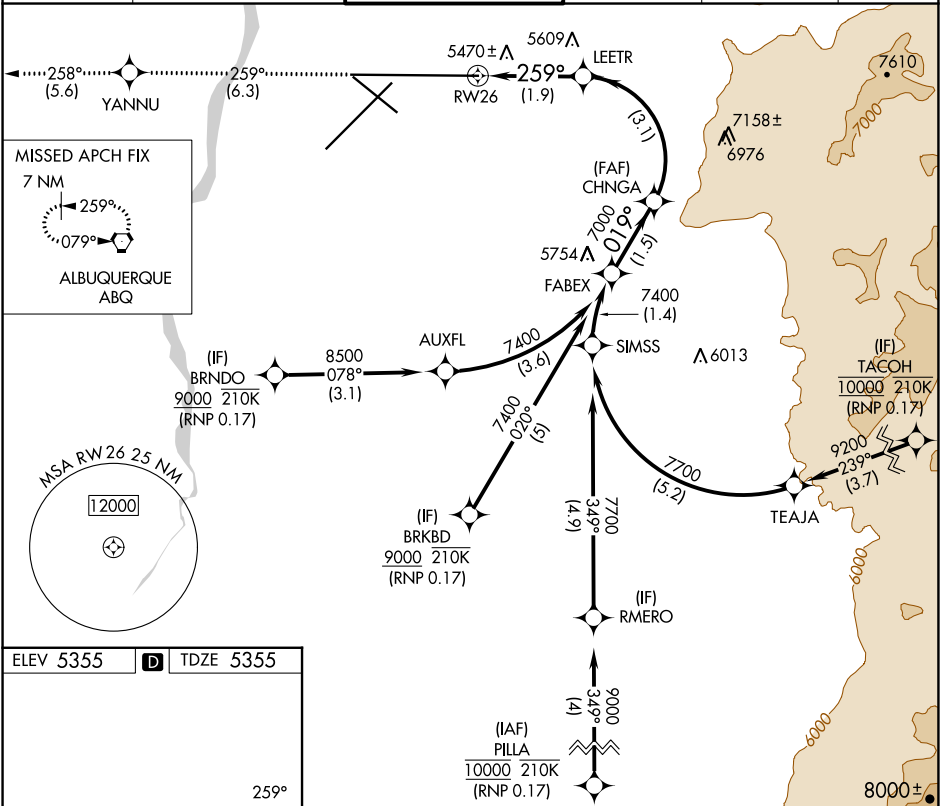 258°
(5.6)
YANNU
259°
(6.3)
5470±
RW26
5609
LEETR
259°
(1.9)
(3.1)
7610
7000
7158±
6976
MISSED APCH FIX
7 NM
259°
079°
ALBUQUERQUE
ABQ
(FAF)
CHNGA
7000
019°
(1.5)
5754
FABEX
7400
(1.4)
SIMSS
6013
(IF)
BRNDO
9000 210K
(RNP 0.17)
8500
078°
(3.1)
AUXFL
7400
(3.6)
7400
020°
(5)
(IF)
TACOH
10000 210K
(RNP 0.17)
9200
239°
(3.7)
7700
(5.2)
TEAJA
MSA RW 26 25 NM
12000
(IF)
BRKBD
9000 210K
(RNP 0.17)
7700
349°
(4.9)
(IF)
RMERO
6000
9000
349°
(4)
(IAF)
PILLA
10000 210K
(RNP 0.17)
6000
8000±
ELEV 5355 D TDZE 5355
259°